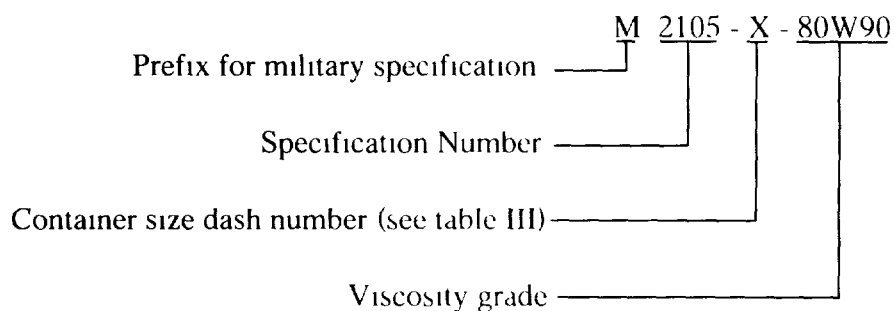 M 2105 - X - 80W90
Prefix for military specification
Specification Number
Container size dash number (see table III)
Viscosity grade